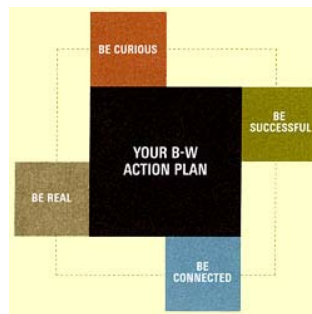 BE CURIOUS
BE
SUCCESSFUL
YOUR B-W
ACTION PLAN
BE REAL
BE
CONNECTED